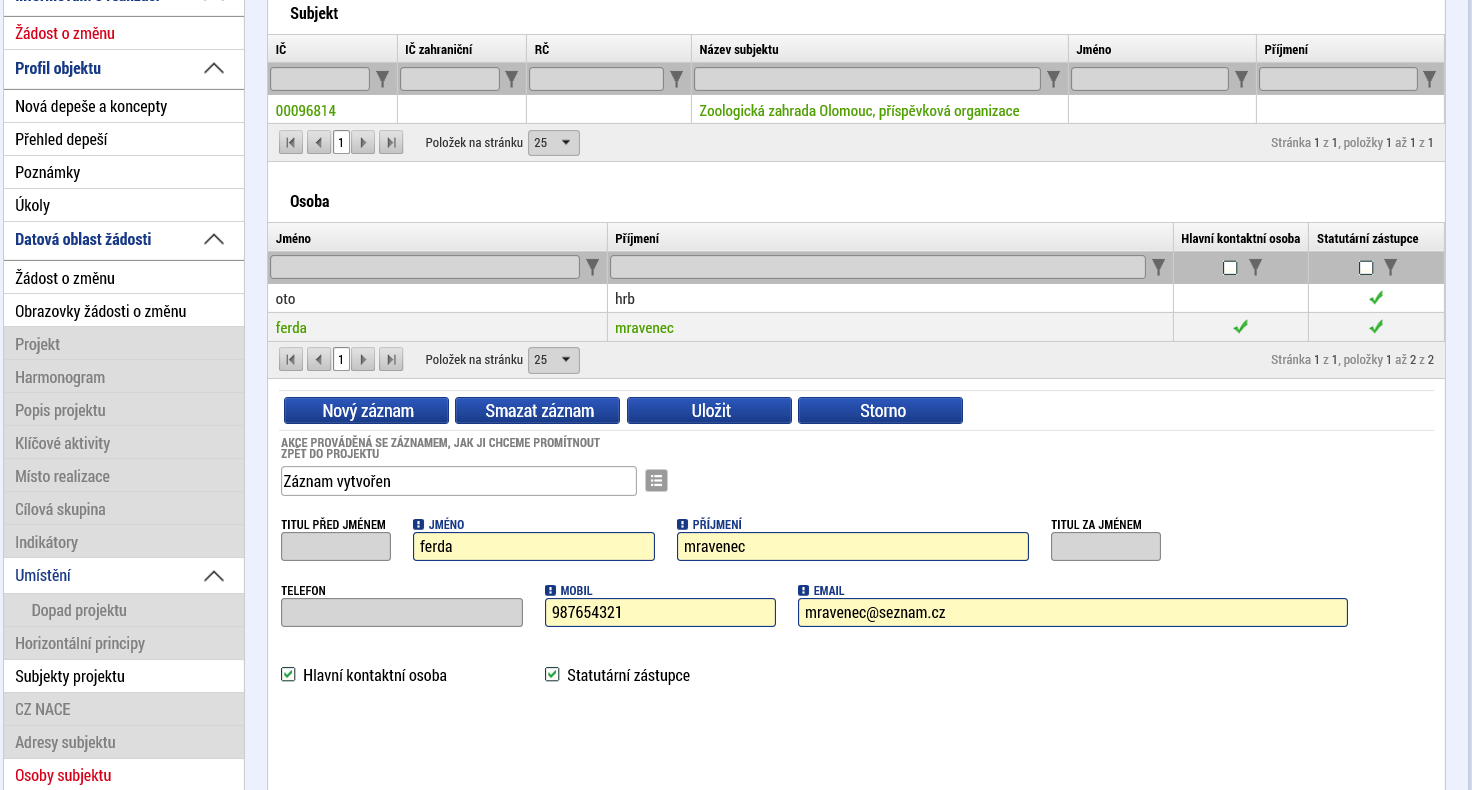 Žádost o změnu
Profil objektu
Nová depeše a koncepty
Přehled depeší
Poznámky
Úkoly
Datová oblast žádosti
Žádost o změnu
Obrazovky žádosti o změnu
Projekt
Harmonogram
Popis projektu
Klíčové aktivity
Místo realizace
Cílová skupina
Indikátory
Umístění
Dopad projektu
Horizontální principy
Subjekty projektu
CZ NACE
Adresy subjektu
Osoby subjektu
Subjekt
IČ IČ zahraniční RČ Název subjektu Jméno Příjmení
00096814 Zoologická zahrada Olomouc, příspěvková organizace
1 Položek na stránku 25 Stránka 1 z 1, položky 1 až 1 z 1
Osoba
Jméno Příjmení Hlavní kontaktní osoba Statutární zástupce
oto hrb
ferda mravenec
1 Položek na stránku 25 Stránka 1 z 1, položky 1 až 2 z 2
Nový záznam Smazat záznam Uložit Storno
AKCE PROVÁDĚNÁ SE ZÁZNAMEM, JAK JI CHCEME PROMÍTNOUT
ZPĚT DO PROJEKTU
Záznam vytvořen
TITUL PŘED JMÉNEM JMÉNO PŘÍJMENÍ TITUL ZA JMÉNEM
ferda mravenec
TELEFON MOBIL EMAIL
987654321 mravenec@seznam.cz
Hlavní kontaktní osoba Statutární zástupce